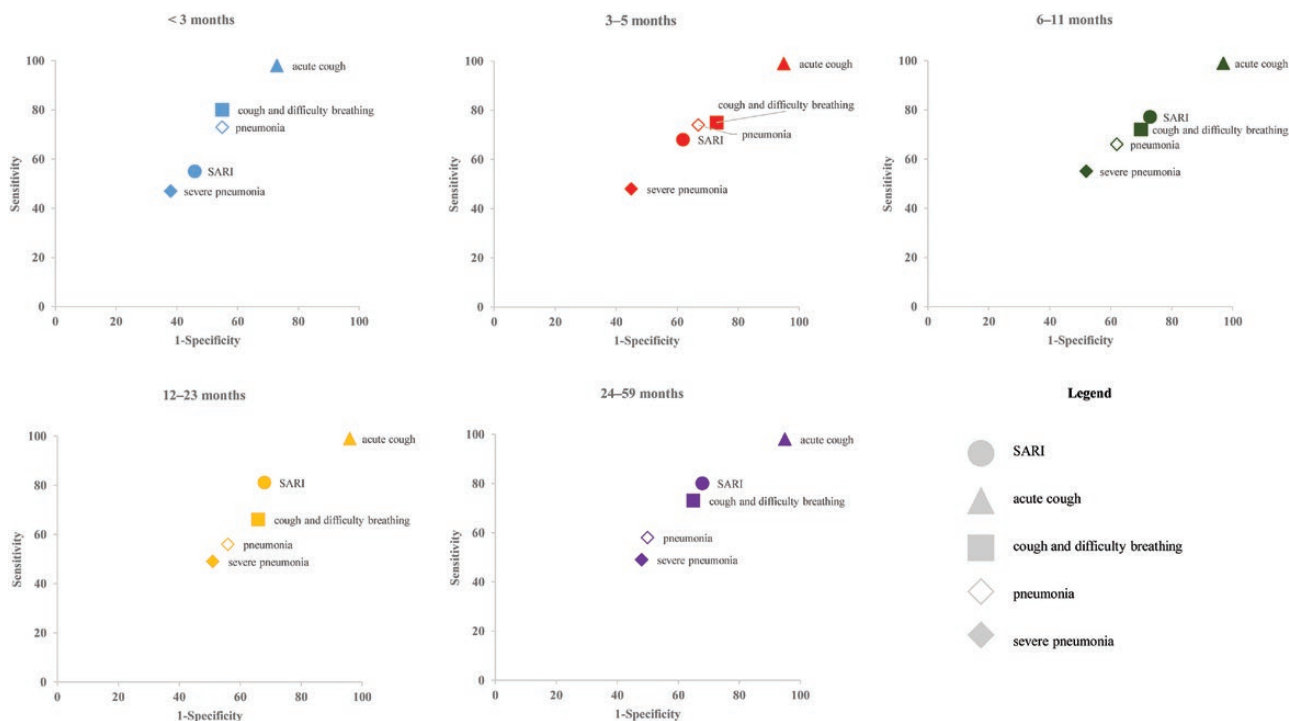 < 3 months
100
80
60
40
20
0
Sensitivity
acute cough
cough and difficulty breathing
pneumonia
SARI
severe pneumonia
0 20 40 60 80 100
1-Specificity
3–5 months
100
80
60
40
20
0
Sensitivity
acute cough
cough and difficulty breathing
pneumonia
SARI
severe pneumonia
0 20 40 60 80 100
1-Specificity
6–11 months
100
80
60
40
20
0
Sensitivity
acute cough
SARI
cough and difficulty breathing
pneumonia
severe pneumonia
0 20 40 60 80 100
1-Specificity
12–23 months
100
80
60
40
20
0
Sensitivity
acute cough
SARI
cough and difficulty breathing
pneumonia
severe pneumonia
0 20 40 60 80 100
1-Specificity
24–59 months
100
80
60
40
20
0
Sensitivity
acute cough
SARI
cough and difficulty breathing
pneumonia
severe pneumonia
0 20 40 60 80 100
1-Specificity
Legend
SARI
acute cough
cough and difficulty breathing
pneumonia
severe pneumonia